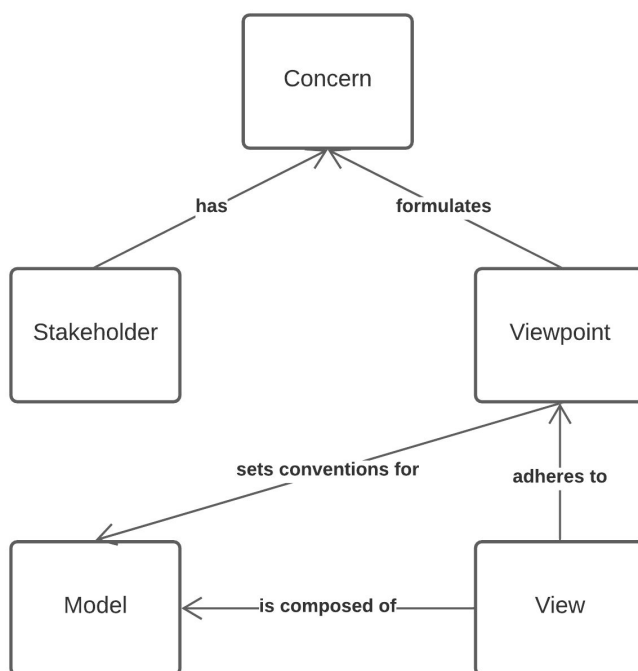 Concern
has
formulates
Stakeholder
Viewpoint
sets conventions for
adheres to
Model
is composed of
View